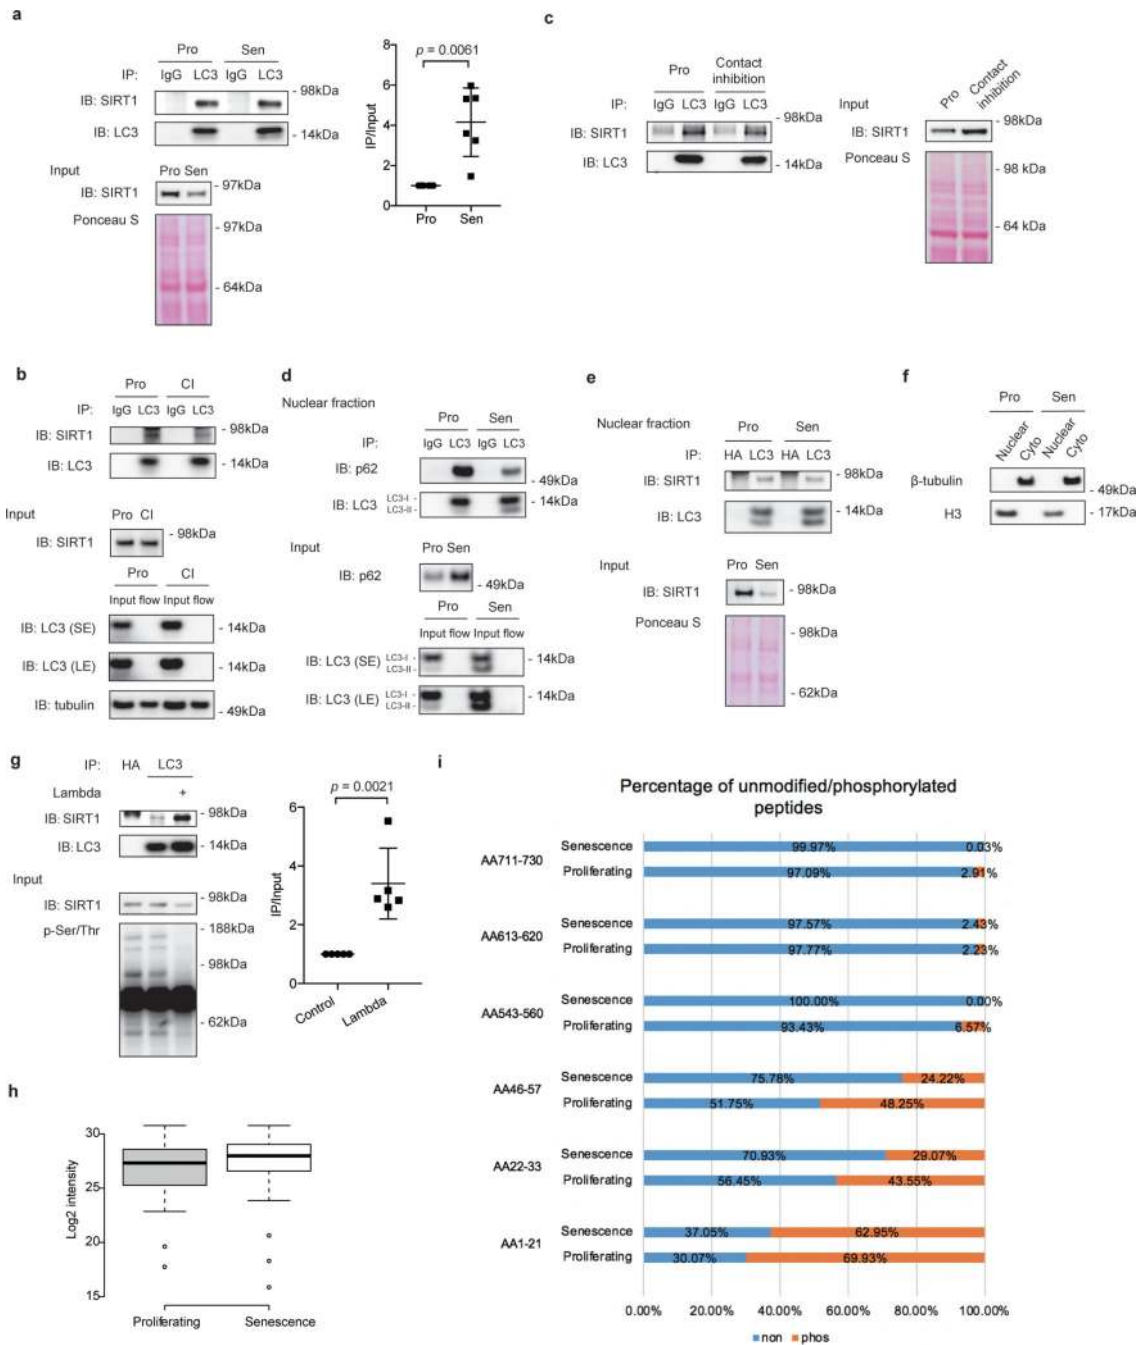 a
Pro Sen
IP: IgG LC3 IgG LC3
IB: SIRT1
- 98kDa
IB: LC3
- 14kDa
Input
Pro Sen
IB: SIRT1
- 97kDa
Ponceau S
- 97kDa
- 64kDa
p = 0.0061
IP/Input
8
6
4
2
0
Pro
Sen
c
Pro
Contact
inhibition
IP:
IgG LC3 IgG LC3
- 98kDa
IB: SIRT1
IB: LC3
- 14kDa
Input
Pro
Contact
inhibition
- 98kDa
IB: SIRT1
Ponceau S
- 98 kDa
- 64 kDa
b
Pro CI
IP: IgG LC3 IgG LC3
IB: SIRT1
- 98kDa
IB: LC3
- 14kDa
Input
Pro CI
IB: SIRT1
- 98kDa
Pro CI
Input flow Input flow
IB: LC3 (SE)
- 14kDa
IB: LC3 (LE)
- 14kDa
IB: tubulin
- 49kDa
d
Nuclear fraction
Pro Sen
IP: IgG LC3 IgG LC3
IB: p62
- 49kDa
IB: LC3
LC3-I -
LC3-II -
- 14kDa
Input
Pro Sen
IB: p62
- 49kDa
Pro Sen
Input flow Input flow
IB: LC3 (SE)
LC3-I -
LC3-II -
- 14kDa
IB: LC3 (LE)
LC3-I -
LC3-II -
- 14kDa
e
Nuclear fraction
Pro Sen
IP: HA LC3 HA LC3
IB: SIRT1
- 98kDa
IB: LC3
- 14kDa
Input
Pro Sen
IB: SIRT1
- 98kDa
Ponceau S
- 98kDa
- 62kDa
f
Pro Sen
Nuclear Cyto Nuclear Cyto
β-tubulin
- 49kDa
H3
- 17kDa
g
IP: HA LC3
Lambda +
IB: SIRT1
- 98kDa
IB: LC3
- 14kDa
Input
IB: SIRT1
- 98kDa
p-Ser/Thr
- 188kDa
- 98kDa
- 62kDa
p = 0.0021
IP/Input
6
4
2
0
Control
Lambda
h
Log2 intensity
30
25
20
15
Proliferating
Senescence
i
Percentage of unmodified/phosphorylated
peptides
AA711-730
Senescence 99.97% 0.03%
Proliferating 97.09% 2.91%
AA613-620
Senescence 97.57% 2.43%
Proliferating 97.77% 2.23%
AA543-560
Senescence 100.00% 0.00%
Proliferating 93.43% 6.57%
AA46-57
Senescence 75.78% 24.22%
Proliferating 51.75% 48.25%
AA22-33
Senescence 70.93% 29.07%
Proliferating 56.45% 43.55%
AA1-21
Senescence 37.05% 62.95%
Proliferating 30.07% 69.93%
0.00% 20.00% 40.00% 60.00% 80.00% 100.00%
non phos